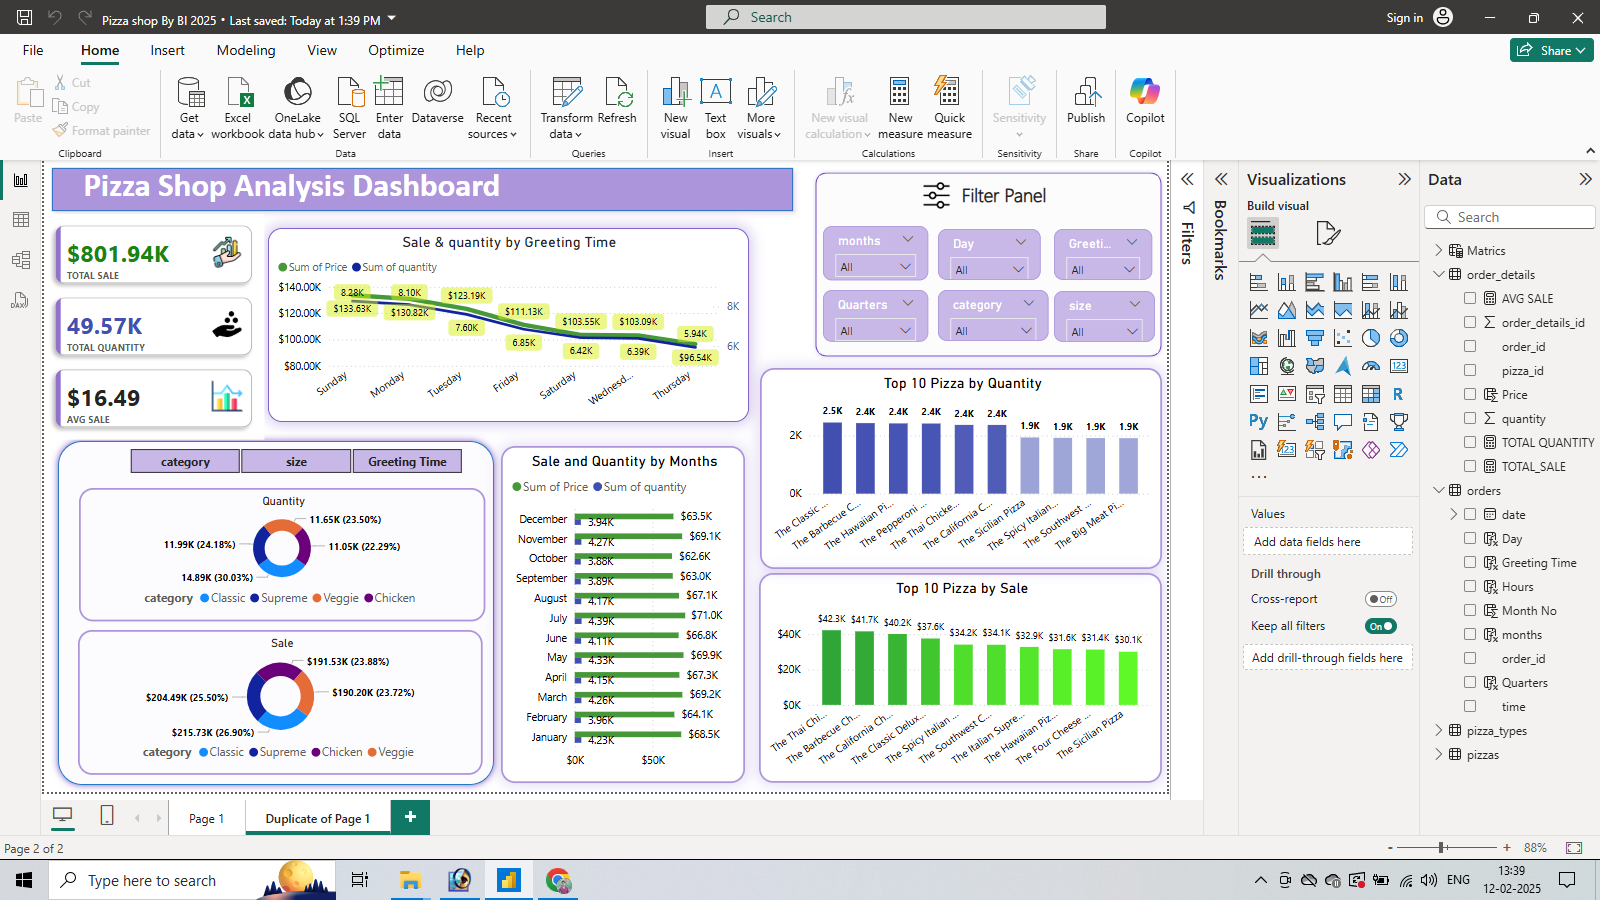 Pizza shop By BI 2025 • Last saved: Today at 1:39 PM
Search
Sign in
File
Home
Insert
Modeling
View
Optimize
Help
Share
Paste
Cut
Copy
Format painter
Clipboard
Get data
Excel workbook
OneLake data hub
SQL Server
Enter data
Dataverse
Recent sources
Data
Transform data
Refresh
Queries
New visual
Text box
More visuals
Insert
New visual calculation
New measure
Quick measure
Calculations
Sensitivity
Sensitivity
Publish
Share
Copilot
Copilot
Pizza Shop Analysis Dashboard
$801.94K
TOTAL SALE
49.57K
TOTAL QUANTITY
$16.49
AVG SALE
Sale & quantity by Greeting Time
Sum of Price
Sum of quantity
$140.00K
$120.00K
$100.00K
$80.00K
8K
6K
8.28K
8.10K
$123.19K
$133.63K
$130.82K
7.60K
$111.13K
6.85K
$103.55K
6.42K
$103.09K
6.39K
5.94K
$96.54K
Sunday
Monday
Tuesday
Friday
Saturday
Wednesd...
Thursday
Filter Panel
months
All
Day
All
Greeti...
All
Quarters
All
category
All
size
All
category
size
Greeting Time
Quantity
11.65K (23.50%)
11.99K (24.18%)
11.05K (22.29%)
14.89K (30.03%)
category
Classic
Supreme
Veggie
Chicken
Sale
$191.53K (23.88%)
$204.49K (25.50%)
$190.20K (23.72%)
$215.73K (26.90%)
category
Classic
Supreme
Chicken
Veggie
Sale and Quantity by Months
Sum of Price
Sum of quantity
December 3.94K $63.5K
November 4.27K $69.1K
October 3.88K $62.6K
September 3.89K $63.0K
August 4.17K $67.1K
July 4.39K $71.0K
June 4.11K $66.8K
May 4.33K $69.9K
April 4.15K $67.3K
March 4.26K $69.2K
February 3.96K $64.1K
January 4.23K $68.5K
$0K
$50K
Top 10 Pizza by Quantity
2K
0K
2.5K
2.4K
2.4K
2.4K
2.4K
2.4K
1.9K
1.9K
1.9K
1.9K
The Classic ...
The Barbecue C...
The Hawaiian Pi...
The Pepperoni ...
The Thai Chicke...
The California C...
The Sicilian Pizza
The Spicy Italian...
The Southwest ...
The Big Meat Pi...
Top 10 Pizza by Sale
$40K
$20K
$0K
$42.3K
$41.7K
$40.2K
$37.6K
$34.2K
$34.1K
$32.9K
$31.6K
$31.4K
$30.1K
The Thai Chi...
The Barbecue Ch...
The California Ch...
The Classic Delux...
The Spicy Italian ...
The Southwest C...
The Italian Supre...
The Hawaiian Piz...
The Four Cheese ...
The Sicilian Pizza
Filters
Bookmarks
Visualizations
Build visual
Values
Add data fields here
Drill through
Cross-report
Off
Keep all filters
On
Add drill-through fields here
Data
Search
Matrics
order_details
AVG SALE
order_details_id
order_id
pizza_id
Price
quantity
TOTAL QUANTITY
TOTAL_SALE
orders
date
Day
Greeting Time
Hours
Month No
months
order_id
Quarters
time
pizza_types
pizzas
Page 1
Duplicate of Page 1
Page 2 of 2
- + 88%
Type here to search
ENG
13:39
12-02-2025